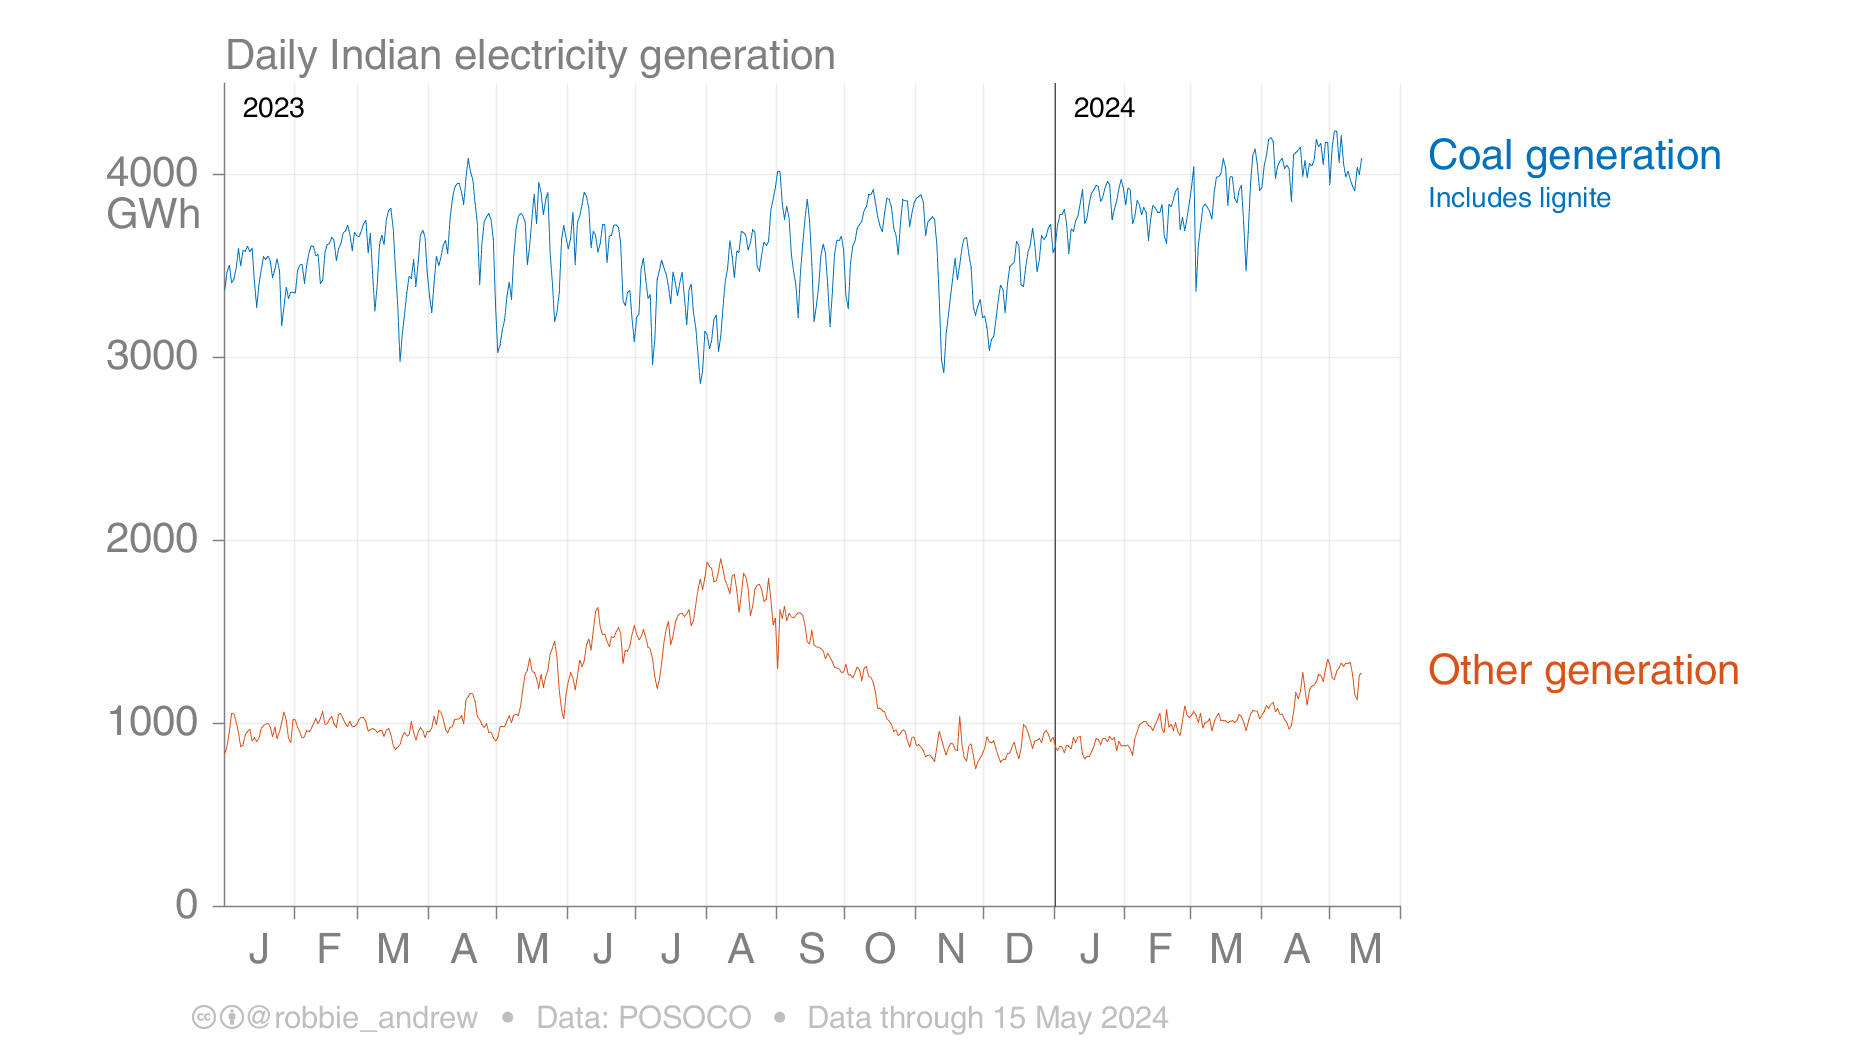 Daily Indian electricity generation
2023
2024
4000
GWh
3000
2000
1000
0
Coal generation
Includes lignite
Other generation
J F M A M J J A S O N D J F M A M
@robbie_andrew • Data: POSOCO • Data through 15 May 2024